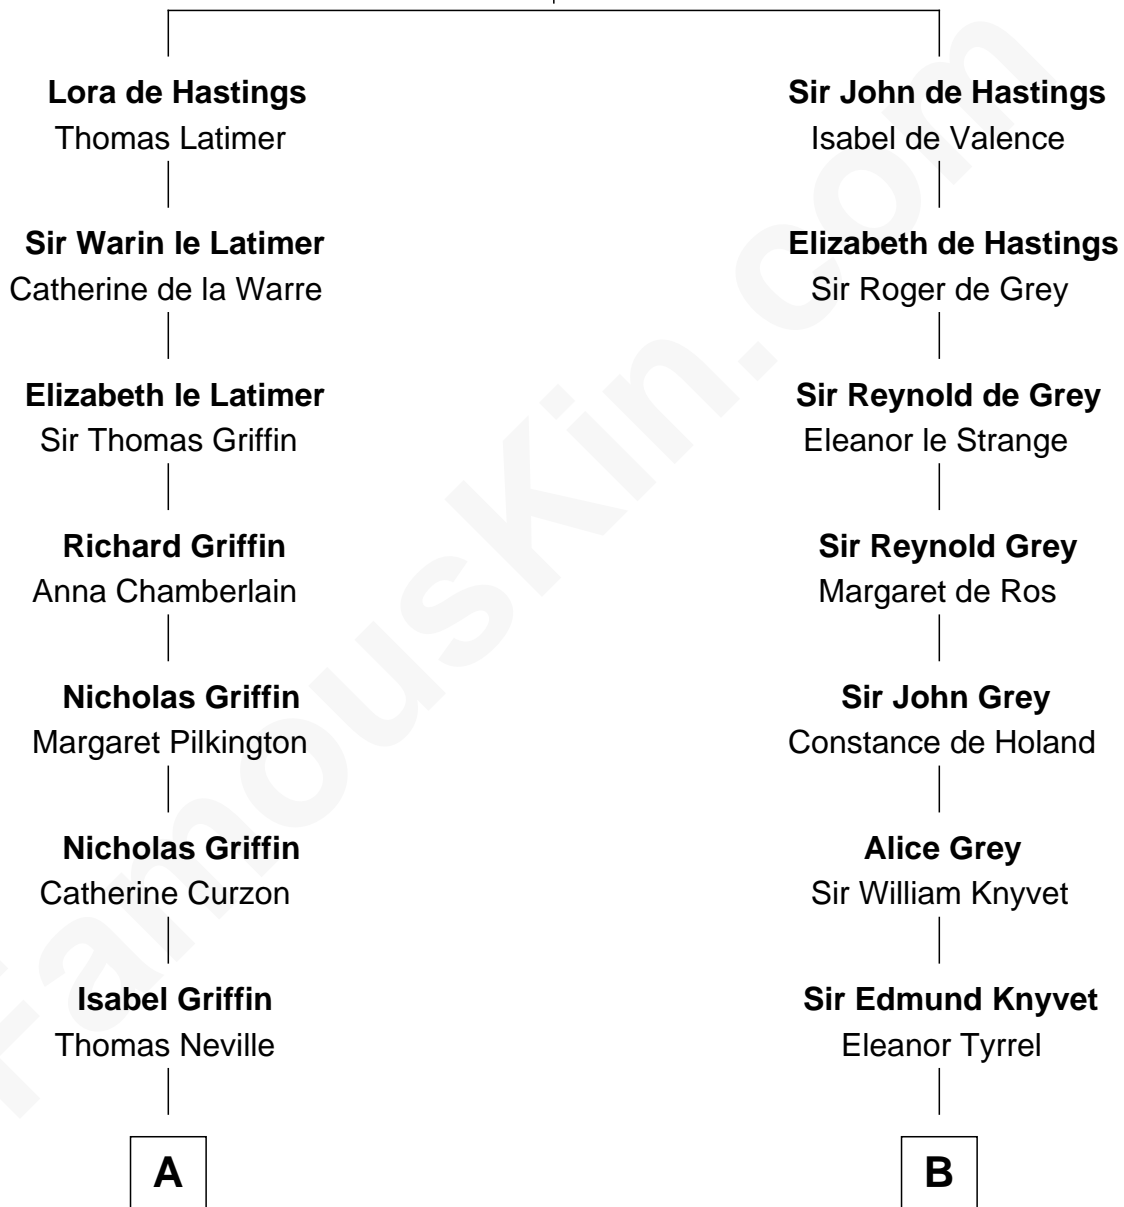 Lora de Hastings
Thomas Latimer
Sir Warin le Latimer
Catherine de la Warre
Elizabeth le Latimer
Sir Thomas Griffin
Richard Griffin
Anna Chamberlain
Nicholas Griffin
Margaret Pilkington
Nicholas Griffin
Catherine Curzon
Isabel Griffin
Thomas Neville
A
Sir John de Hastings
Isabel de Valence
Elizabeth de Hastings
Sir Roger de Grey
Sir Reynold de Grey
Eleanor le Strange
Sir Reynold Grey
Margaret de Ros
Sir John Grey
Constance de Holand
Alice Grey
Sir William Knyvet
Sir Edmund Knyvet
Eleanor Tyrrel
B
FamousKin.com